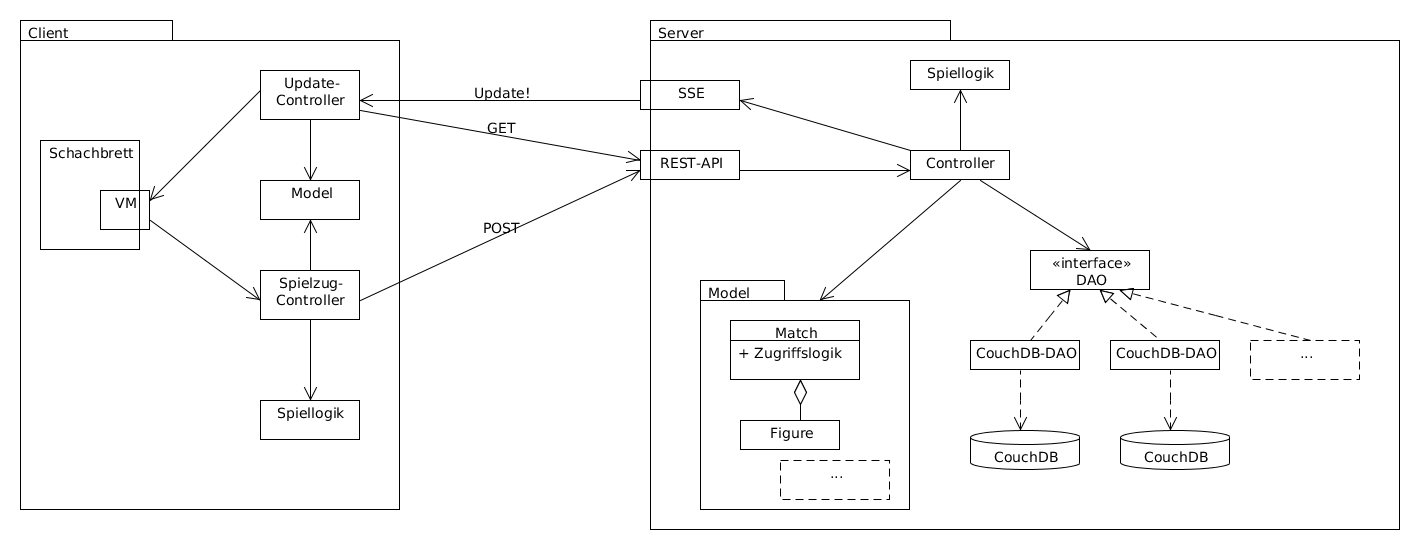 Client
Update-
Controller
Schachbrett
VM
Model
Spielzug-
Controller
Spiellogik
Update!
GET
POST
Server
SSE
REST-API
Spiellogik
Controller
«interface»
DAO
Model
Match
+ Zugriffslogik
Figure
...
CouchDB-DAO
CouchDB-DAO
...
CouchDB
CouchDB